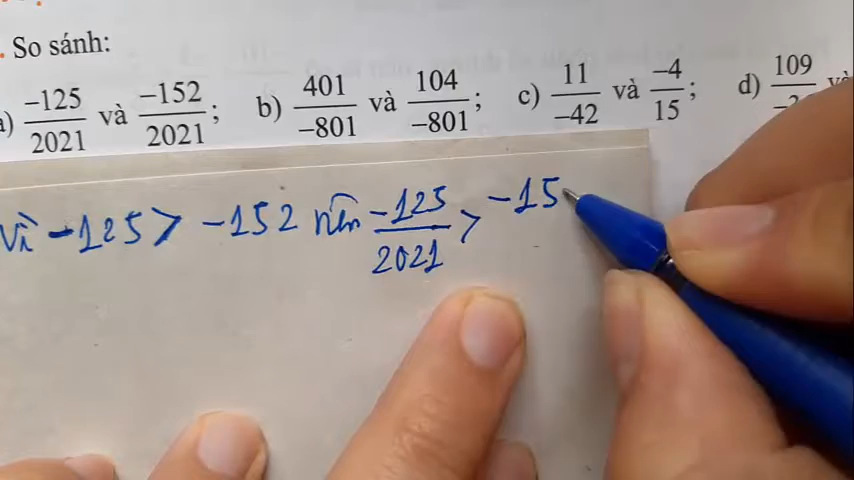 . So sánh:
a) −125/2021 và −152/2021; b) 401/−801 và 104/−801; c) 11/−42 và −4/15; d) 109/ và
Vì −125 > −152 nên −125/2021 > −15